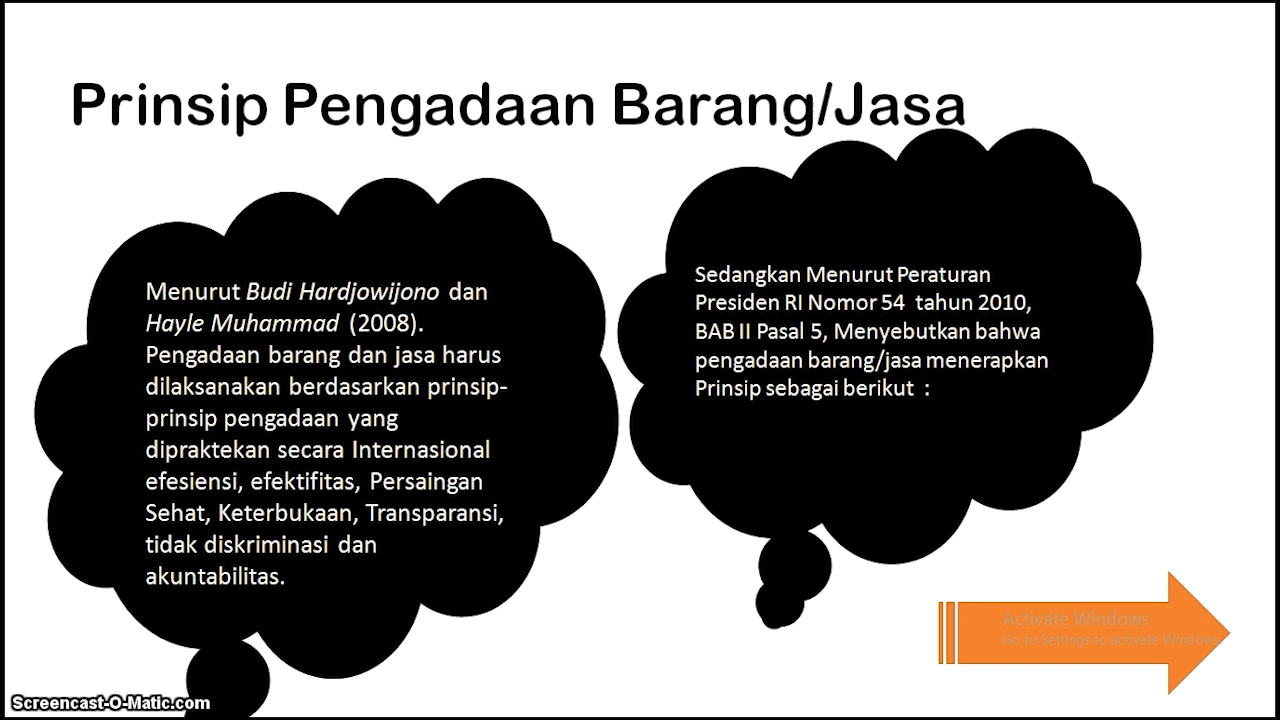 Prinsip Pengadaan Barang/Jasa
Menurut Budi Hardjowijono dan
Hayle Muhammad (2008).
Pengadaan barang dan jasa harus
dilaksanakan berdasarkan prinsip-
prinsip pengadaan yang
dipraktekan secara Internasional
efesiensi, efektifitas, Persaingan
Sehat, Keterbukaan, Transparansi,
tidak diskriminasi dan
akuntabilitas.
Sedangkan Menurut Peraturan
Presiden RI Nomor 54 tahun 2010,
BAB II Pasal 5, Menyebutkan bahwa
pengadaan barang/jasa menerapkan
Prinsip sebagai berikut :
Activate Windows
Go to Settings to activate Windows.
Screencast-O-Matic.com